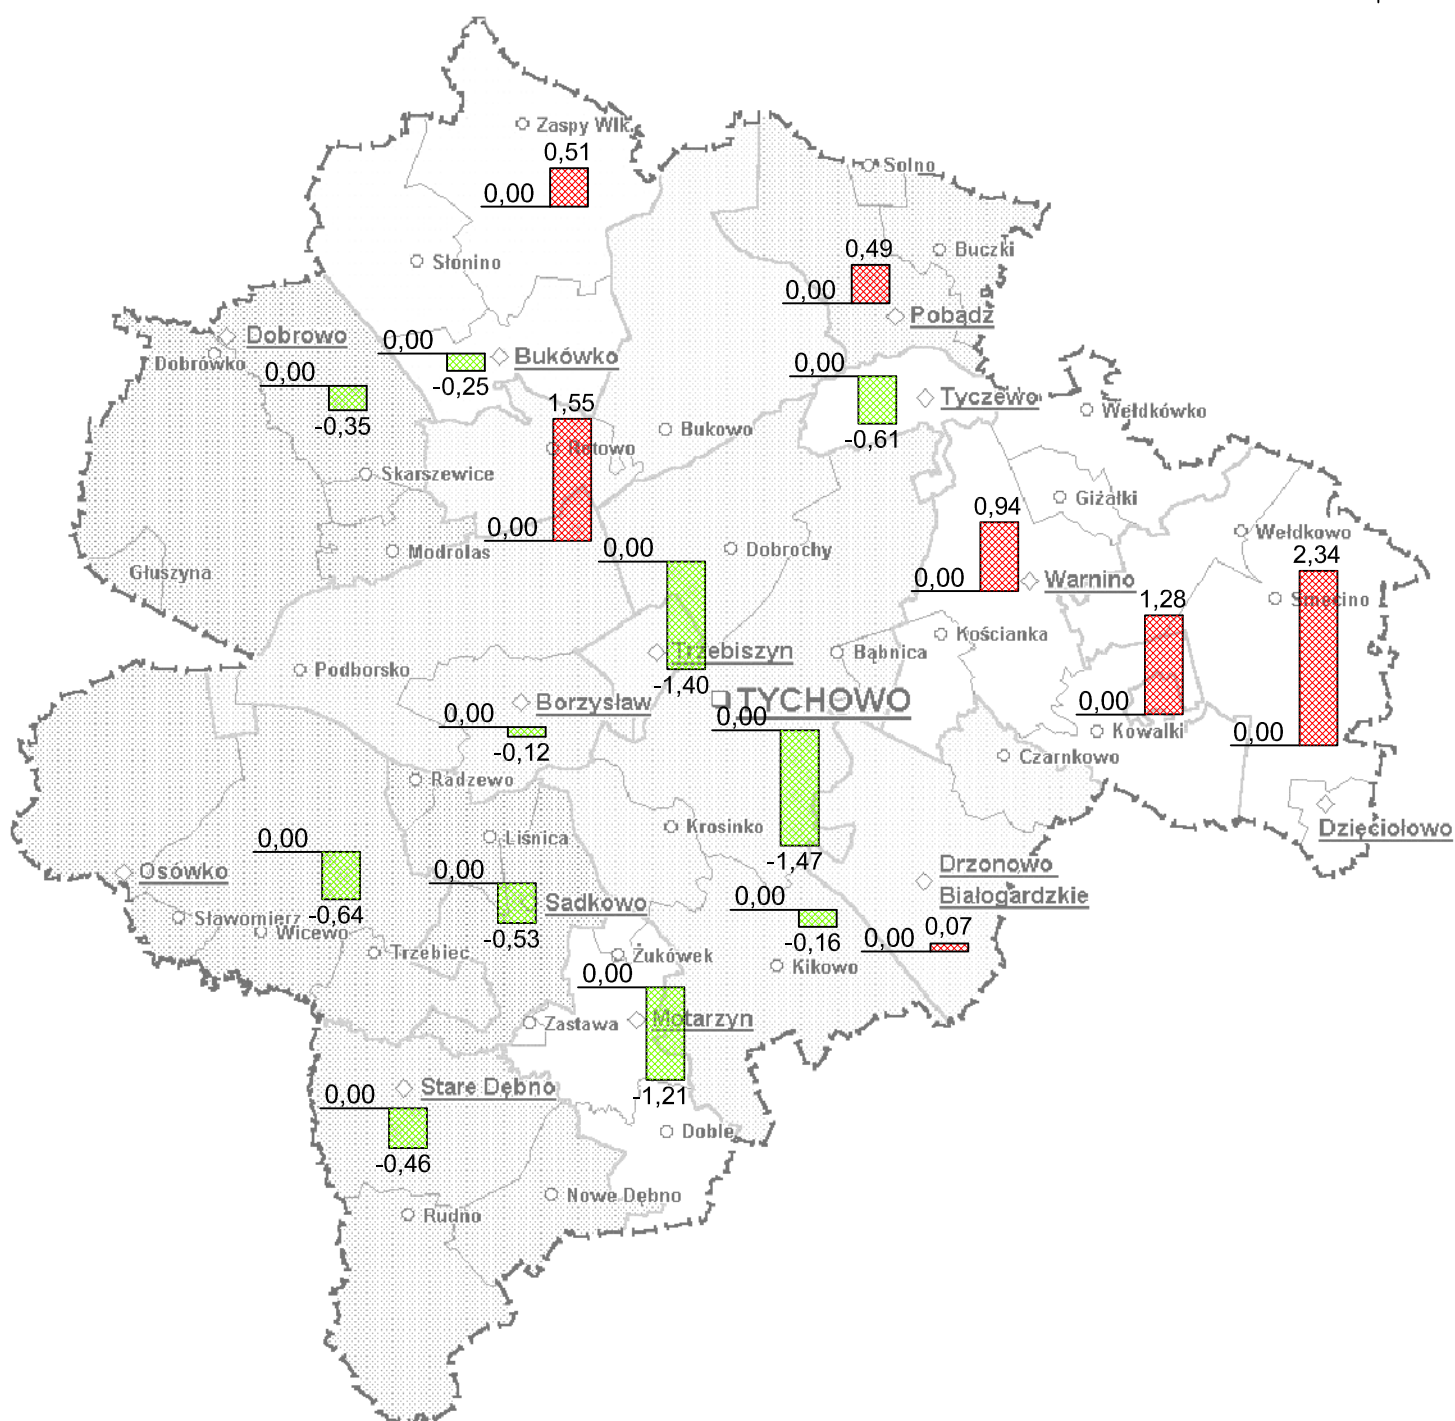 Zaspy Wlk.
0,51
0,00
Solno
Słonino
0,49
Buczki
0,00
Pobądz
Dobrowo
Dobrówko
0,00
-0,35
0,00
-0,25
Bukówko
0,00
-0,61
Tyczewo
Wełdkówko
1,55
Retowo
0,00
Bukowo
Skarszewice
Modrolas
Głuszyna
0,00
Dobrochy
0,94
0,00
Giżałki
Warnino
Wełdkowo
2,34
Smęcino
0,00
1,28
0,00
Kowalki
Kościanka
Bąbnica
Trzebiszyn
-1,40
Podborsko
Borzysław
0,00
-0,12
TYCHOWO
0,00
-1,47
Czarnkowo
Dzięciołowo
Radzewo
Krosinko
Liśnica
0,00
-0,64
Osówko
Sławomierz
Wicewo
Trzebiec
0,00
-0,53
Sadkowo
Drzonowo
Białogardzkie
0,00
-0,16
0,07
0,00
Kikowo
Żukówek
0,00
Motarzyn
-1,21
Zastawa
Stare Dębno
0,00
-0,46
Doble
Nowe Dębno
Rudno